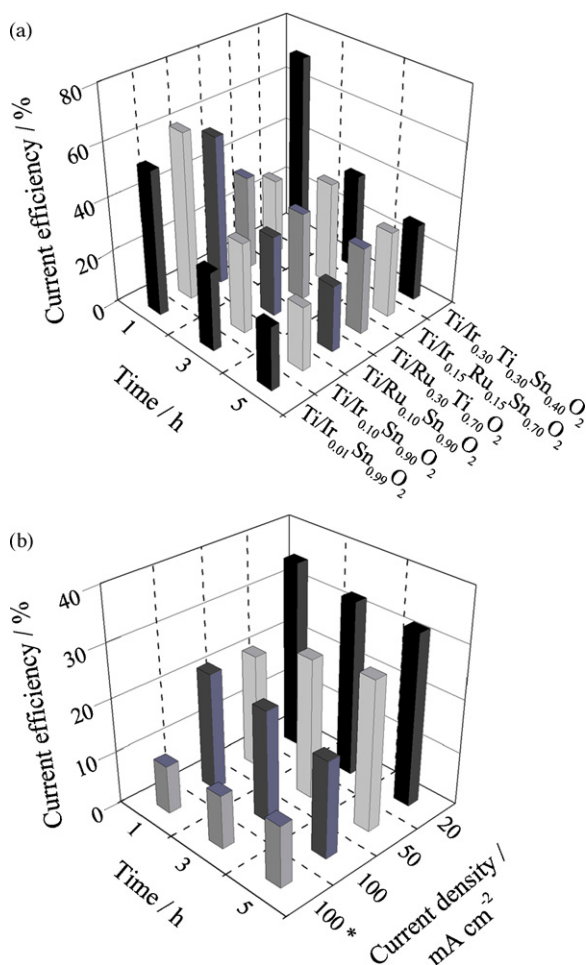 (a)
Current efficiency / %
80
60
40
20
0
1
3
5
Time / h
Ti/Ir0.30Ti0.30Sn0.40O2
Ti/Ir0.15Ru0.15Sn0.70O2
Ti/Ru0.30Ti0.70O2
Ti/Ru0.10Sn0.90O2
Ti/Ir0.10Sn0.90O2
Ti/Ir0.01Sn0.99O2
(b)
Current efficiency / %
40
30
20
10
0
1
3
5
Time / h
20
50
100
100 *
Current density /
mA cm-2